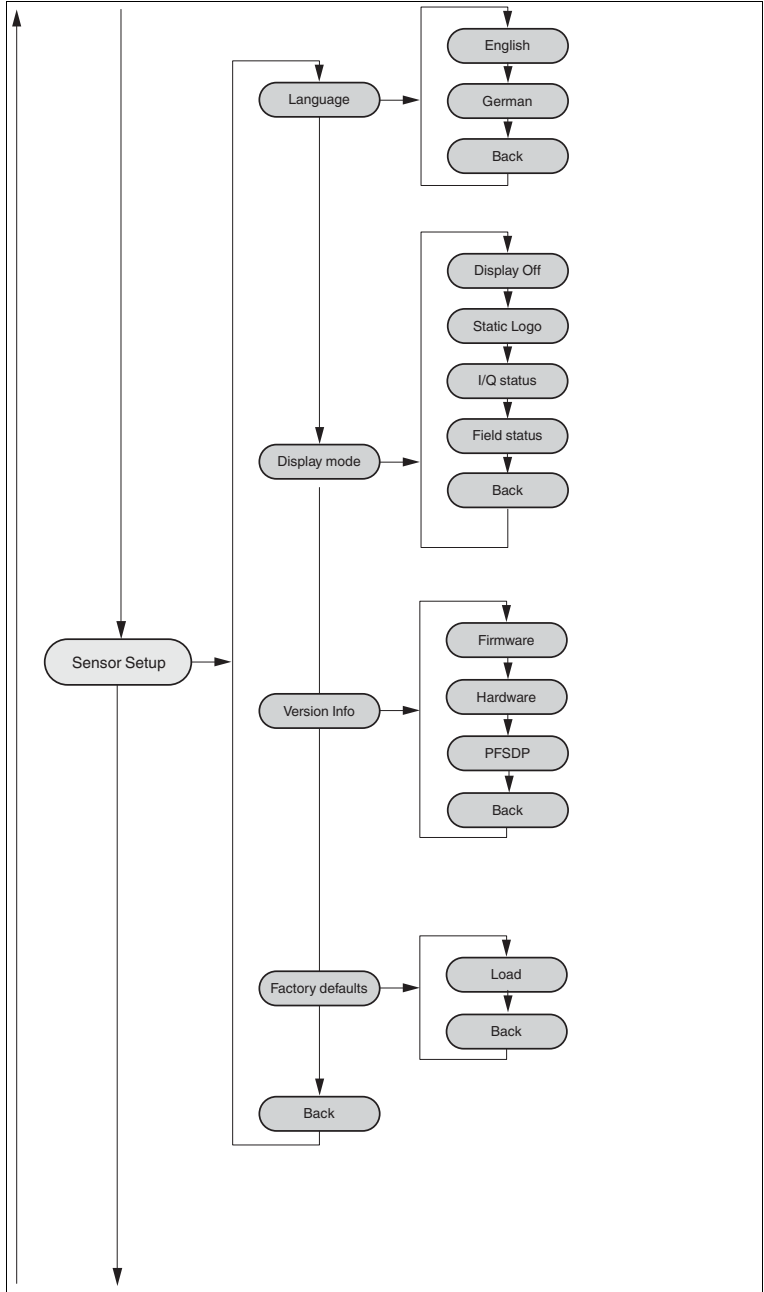 English
Language
German
Back
Display Off
Static Logo
I/Q status
Field status
Display mode
Back
Firmware
Sensor Setup
Hardware
Version Info
PFSDP
Back
Load
Factory defaults
Back
Back